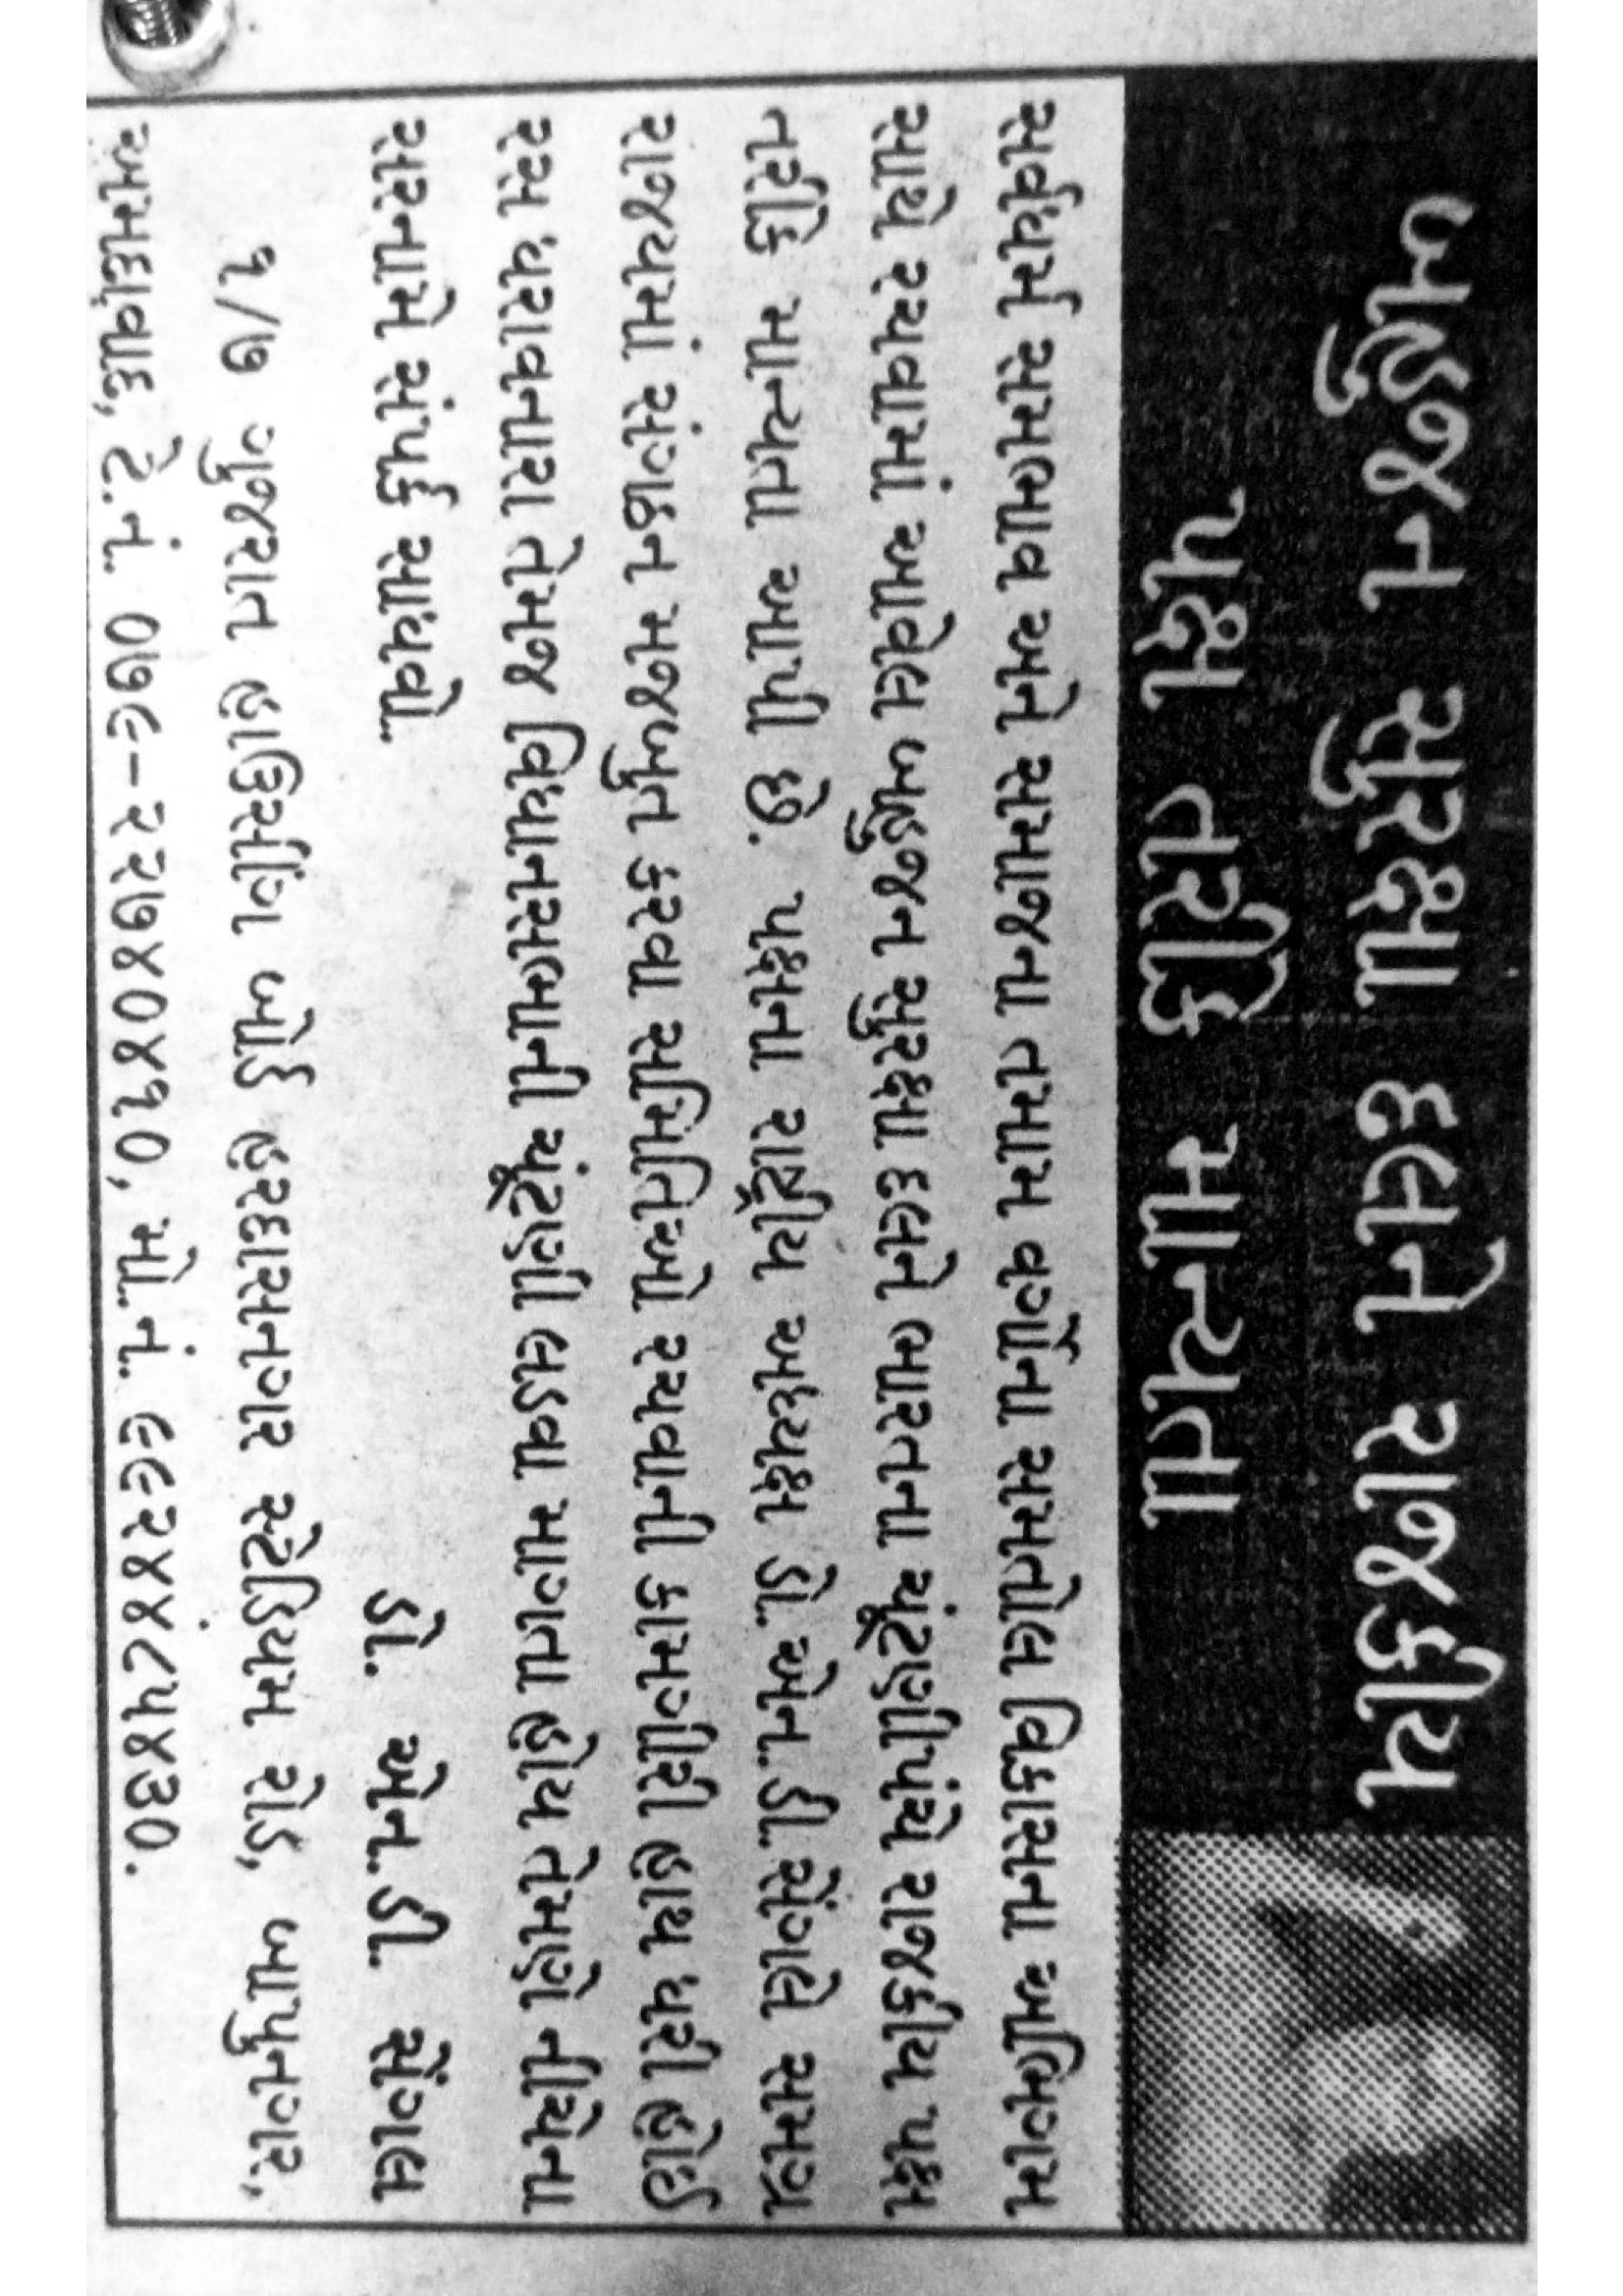 બહુજન સુરક્ષા દલને રાજકીય
પક્ષ તરીકે માન્યતા
સર્વધર્મ સમભાવ અને સમાજના તમામ વર્ગોના સમતોલ વિકાસના અભિગમ
સાથે રચવામાં આવેલ બહુજન સુરક્ષા દલને ભારતના ચૂંટણીપંચે રાજકીય પક્ષ
તરીકે માન્યતા આપી છે. પક્ષના રાષ્ટ્રીય અધ્યક્ષ ડો.એન.ડી.સેંગલે સમગ્ર
રાજયમાં સંગઠન મજબુત કરવા સમિતિઓ રચવાની કામગીરી હાથ ધરી હોઈ
રસ ધરાવનારા તેમજ વિધાનસભાની ચૂંટણી લડવા માગતા હોય તેમણે નીચેના
સરનામે સંપર્ક સાધવો. ડો. એન.ડી. સેંગલ
૧/૭ ગુજરાત હાઉસીંગ બોર્ડ હરદાસનગર સ્ટેડિયમ રોડ, બાપુનગર,
અમદાવાદ, ટે.નં. ૦૭૯-૨૨૭૪૦૪૧૦, મો.નં. ૯૯૨૪૪૮૫૪૩૦.